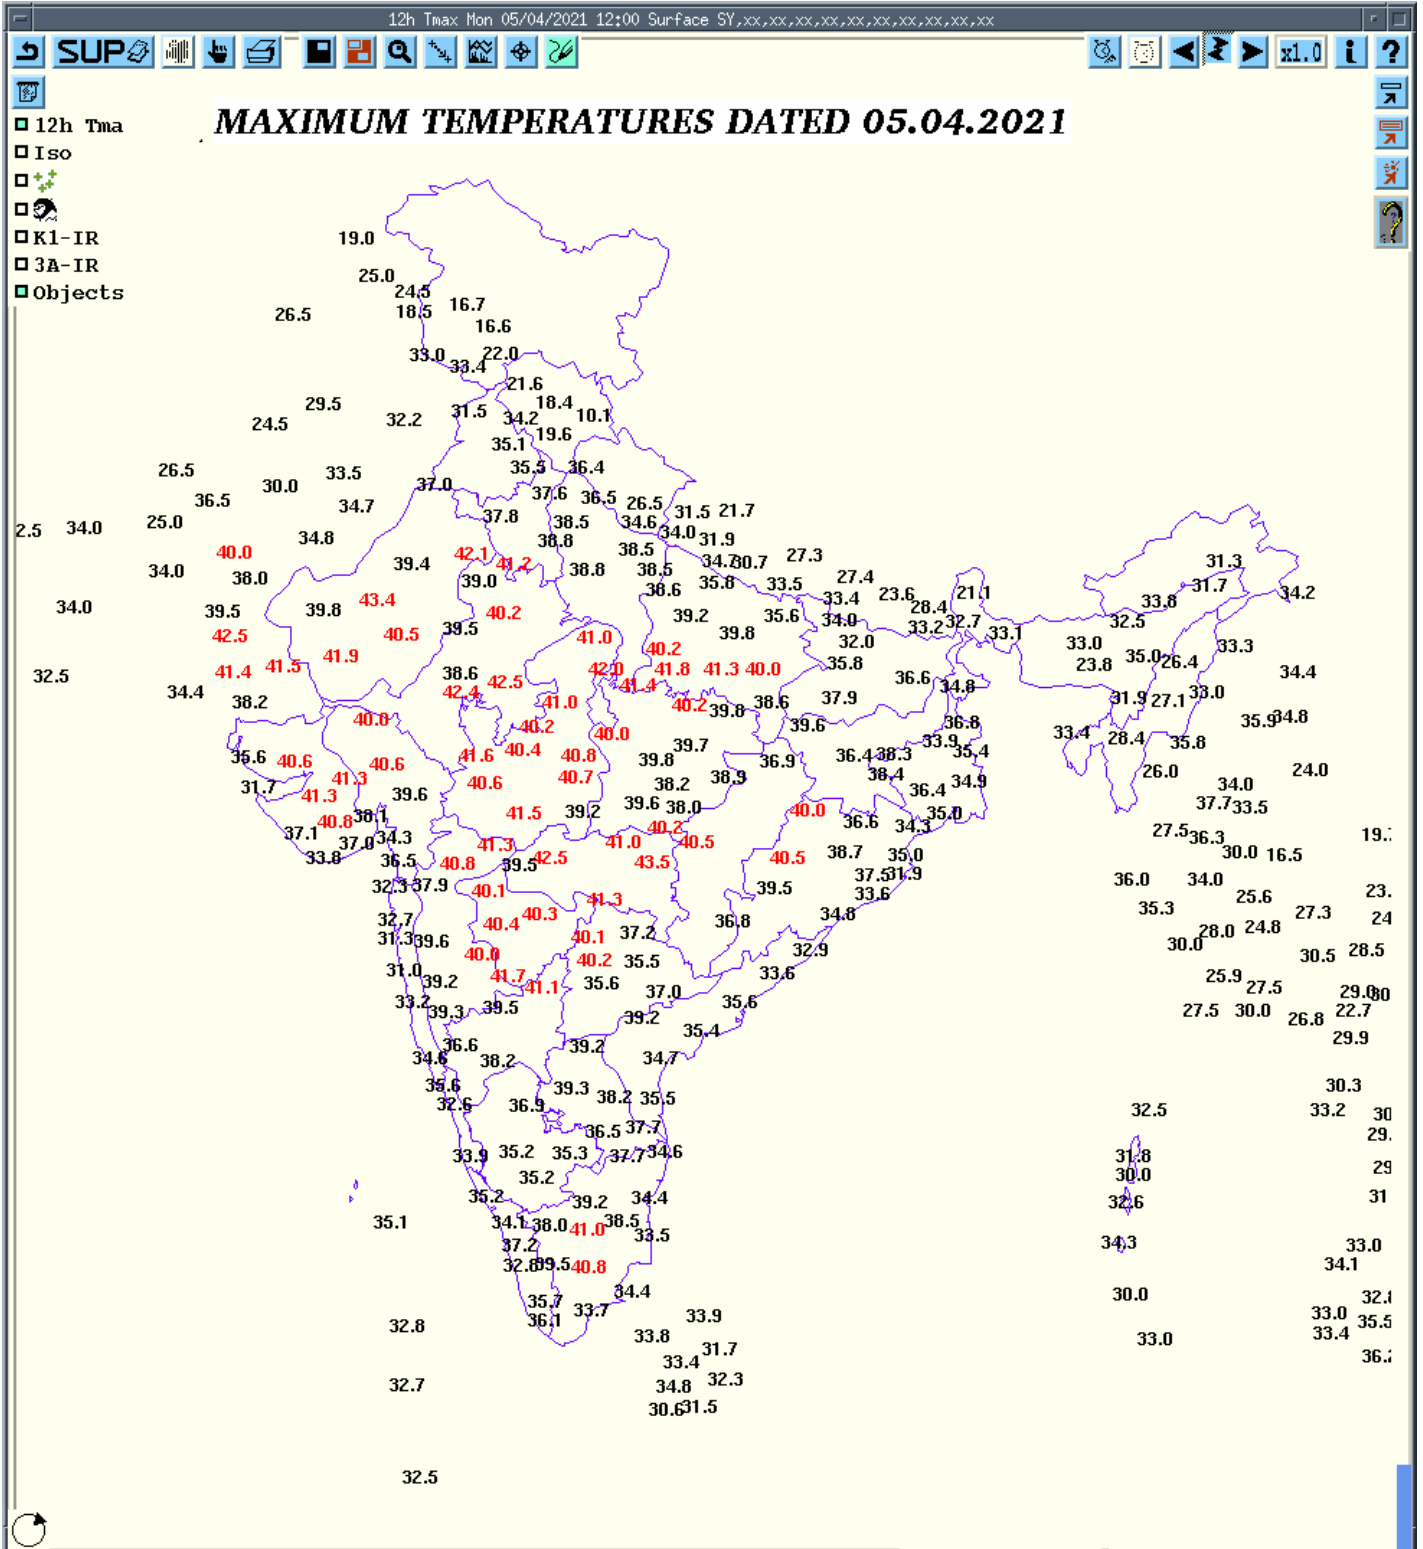 12h Tmax Mon 05/04/2021 12:00 Surface SY,xx,xx,xx,xx,xx,xx,xx,xx,xx,xx
SUP x1.0 i ?
MAXIMUM TEMPERATURES DATED 05.04.2021
12h Tma
Iso
K1-IR
3A-IR
Objects
19.0
25.0
24.5
18.5 16.7
26.5
16.6
33.0 22.0
33.4
21.6
29.5 18.4
24.5 32.2 31.5 34.2 10.1
19.6
35.1
26.5 33.5 35.5 36.4
30.0 37.0
36.5 34.7 37.6 36.5 26.5 31.5 21.7
25.0 37.8 38.5 34.6
2.5 34.0 34.8 38.8 34.0 31.9
40.0 42.1 41.2 38.5 27.3
34.0 38.0 39.4 38.8 38.5 34.7 30.7
39.0 38.6 35.8 33.5 27.4 31.3
31.7
34.0 39.5 39.8 43.4 40.2 39.2 35.6 33.4 23.6 28.4 21.1 33.8 34.2
42.5 40.5 39.5 41.0 39.8 34.0 33.2 32.7 33.1 32.5
40.2 32.0 33.0 33.3
32.5 41.4 41.5 41.9 38.6 42.0 41.8 41.3 40.0 35.8 23.8 35.0 26.4
34.4 38.2 42.4 42.5 41.0 41.4 40.2 39.8 38.6 37.9 36.6 34.8 31.9 27.1 33.0 34.4
40.0 40.2 40.0 39.6 36.8 33.4 28.4 35.9 34.8
35.6 40.6 40.6 41.6 40.4 40.8 39.8 39.7 36.9 36.4 38.3 33.9 35.4 35.8
31.7 41.3 40.6 40.7 38.2 38.9 38.4 36.4 34.9 26.0 24.0
41.3 39.6 39.6 38.0 40.0 34.0
37.1 40.8 38.1 41.5 39.2 40.2 36.6 34.3 35.0 37.7 33.5
33.8 37.0 34.3 41.3 41.0 40.5 27.5 36.3
36.5 40.8 39.5 42.5 43.5 40.5 38.7 35.0 30.0 16.5
32.3 37.9 40.1 41.3 39.5 37.5 31.9 36.0 34.0
33.6 25.6
32.7 40.4 40.3 36.8 34.8 35.3 27.3
31.3 39.6 40.1 37.2 28.0 24.8
40.0 40.2 35.5 32.9 30.0 30.5 28.5
31.0 39.2 41.7 41.1 35.6 33.6 25.9
33.2 39.3 39.5 37.0 35.6 27.5
39.2 35.4 27.5 30.0 26.8 22.7
36.6 39.2 29.9
34.6 38.2 34.7
35.6 39.3 30.3
32.6 36.9 38.2 35.5 32.5 33.2
36.5 37.7
33.9 35.2 35.3 37.7 34.6 31.8
35.2 30.0
35.2 39.2 34.4 32.6 31
35.1 34.1 38.0 41.0 38.5
37.2 33.5 34.3 33.0
32.8 40.8 34.1
35.7 33.7 34.4 30.0
36.1 33.9 33.0 35.5
32.8 33.8 33.0 33.4
31.7
33.4
32.7 34.8 32.3
30.6 31.5
32.5